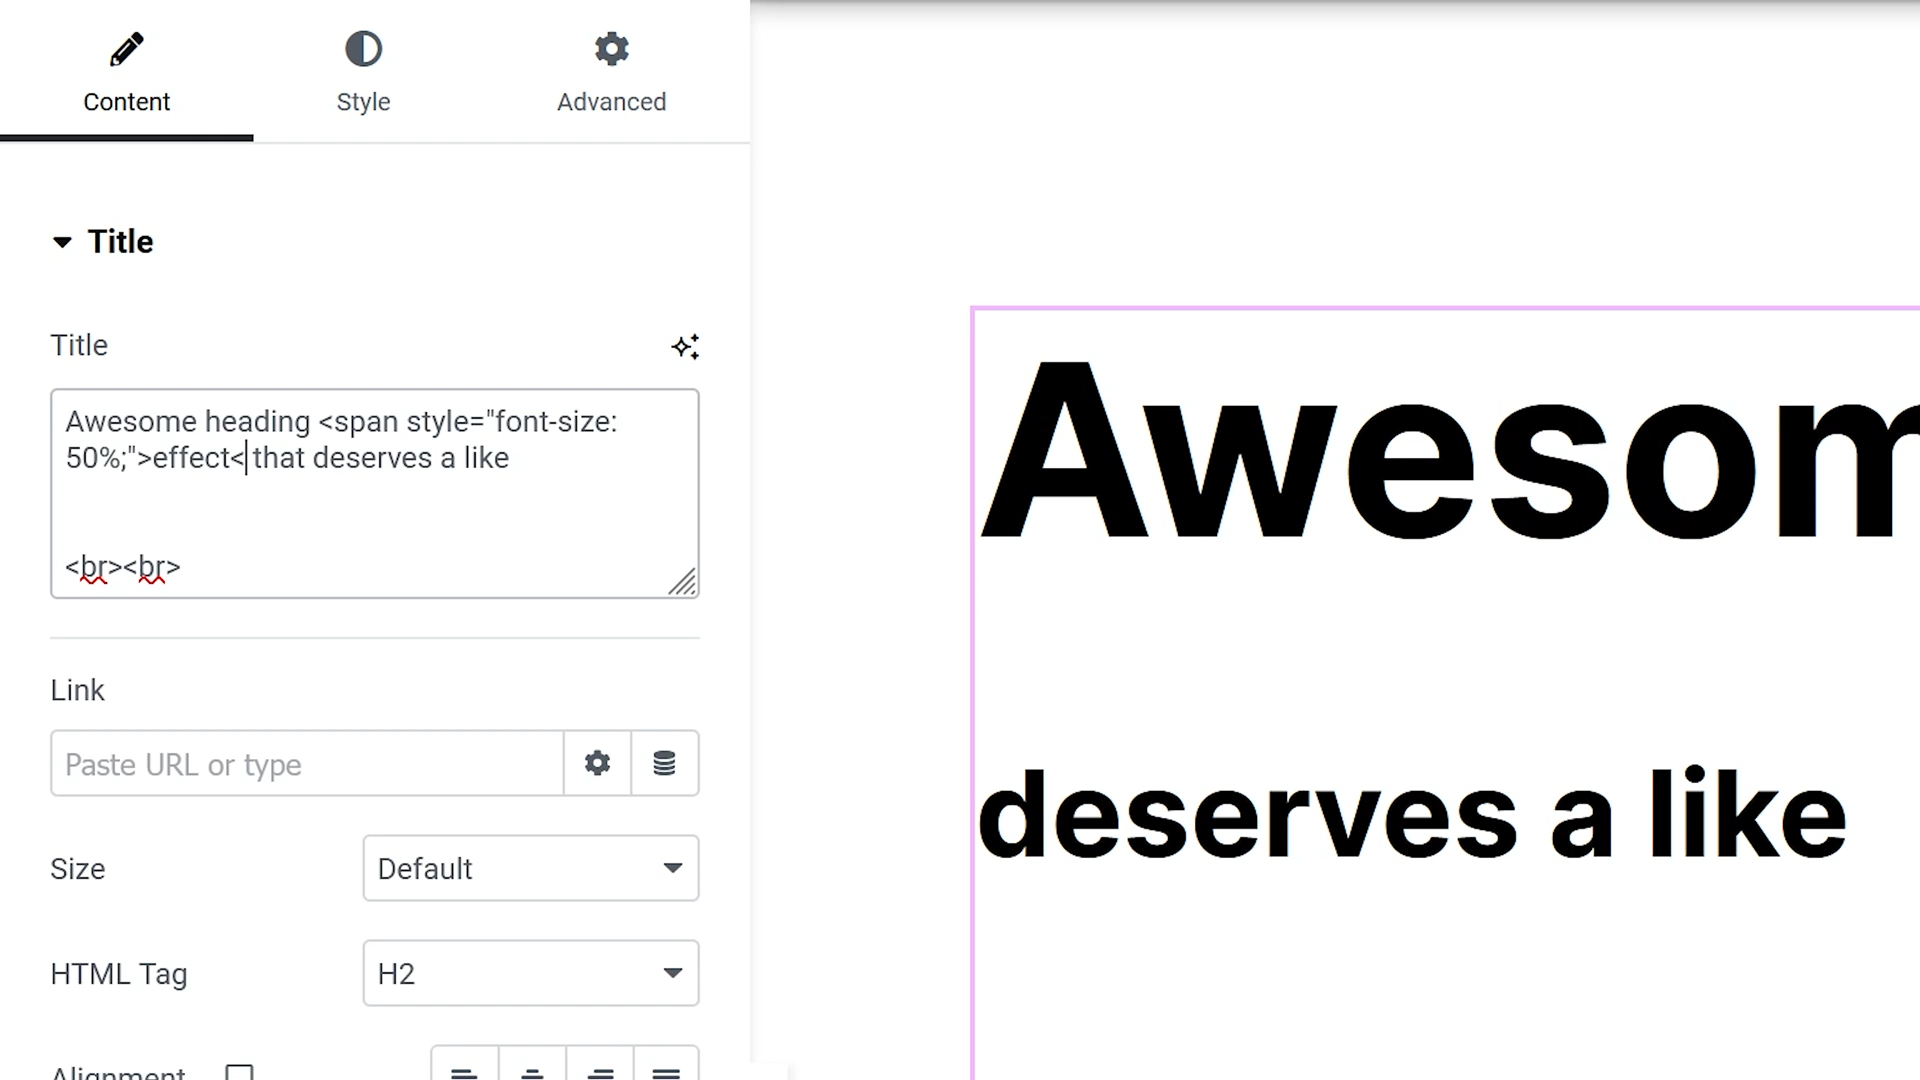 Content
Style
Advanced
Title
Title
Awesome heading <span style="font-size:
50%;">effect< that deserves a like
<br><br>
Link
Paste URL or type
Size
Default
HTML Tag
H2
Alignment
Awesom
deserves a like